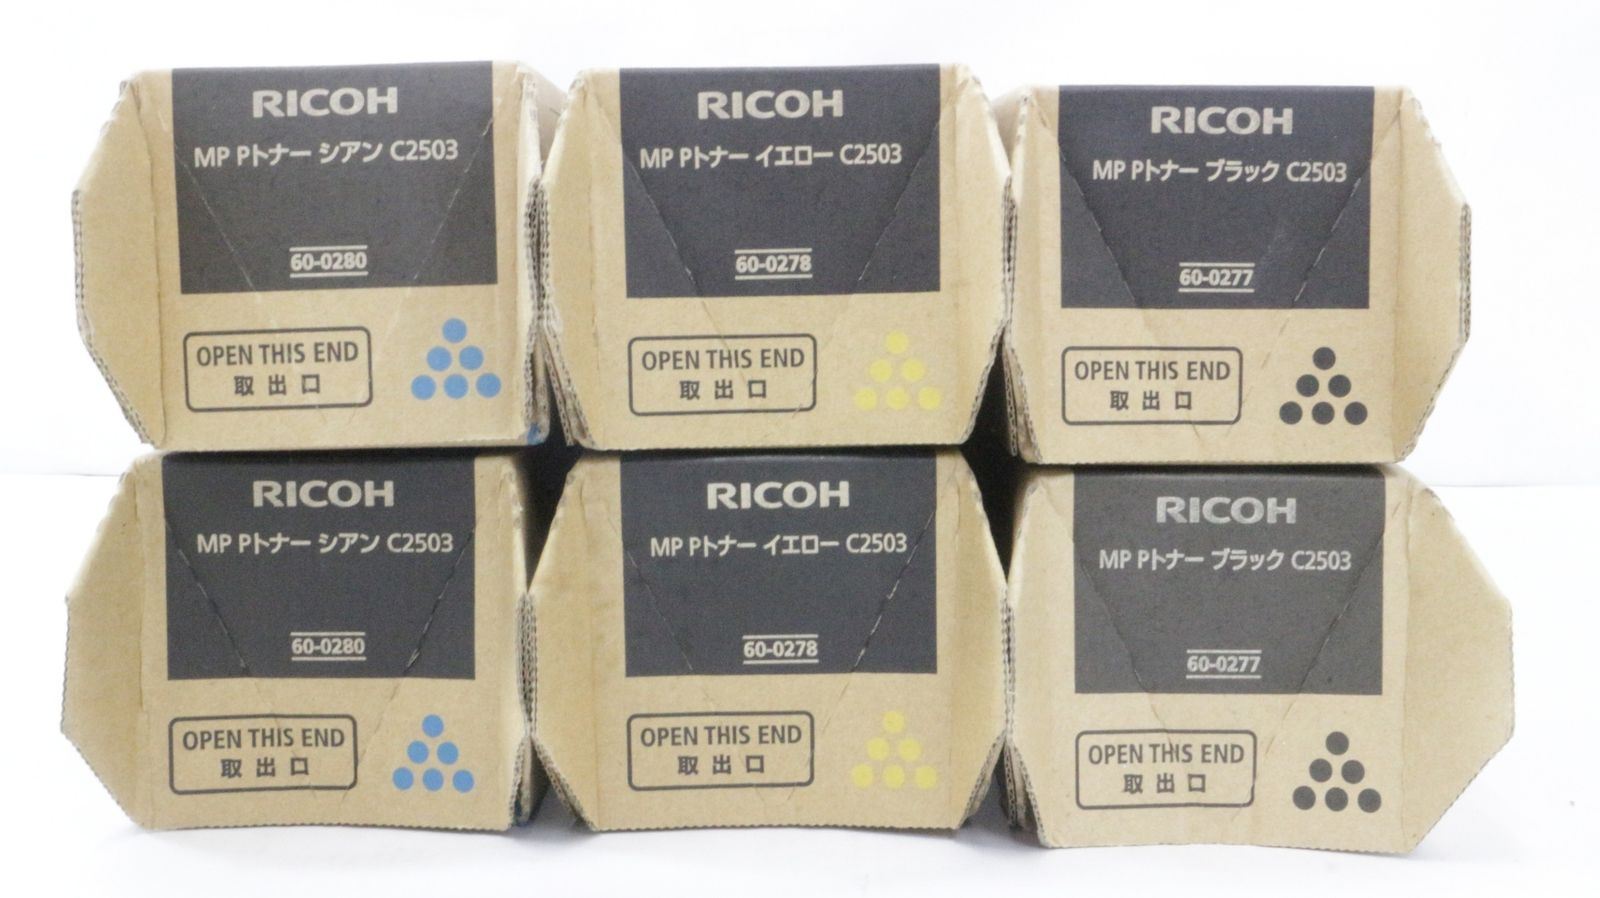 RICOH
MP Pトナー シアン C2503
60-0280
OPEN THIS END
取出口
RICOH
MP Pトナー イエロー C2503
60-0278
OPEN THIS END
取出口
RICOH
MP Pトナー ブラック C2503
60-0277
OPEN THIS END
取出口
RICOH
MP Pトナー シアン C2503
60-0280
OPEN THIS END
取出口
RICOH
MP Pトナー イエロー C2503
60-0278
OPEN THIS END
取出口
RICOH
MP Pトナー ブラック C2503
60-0277
OPEN THIS END
取出口